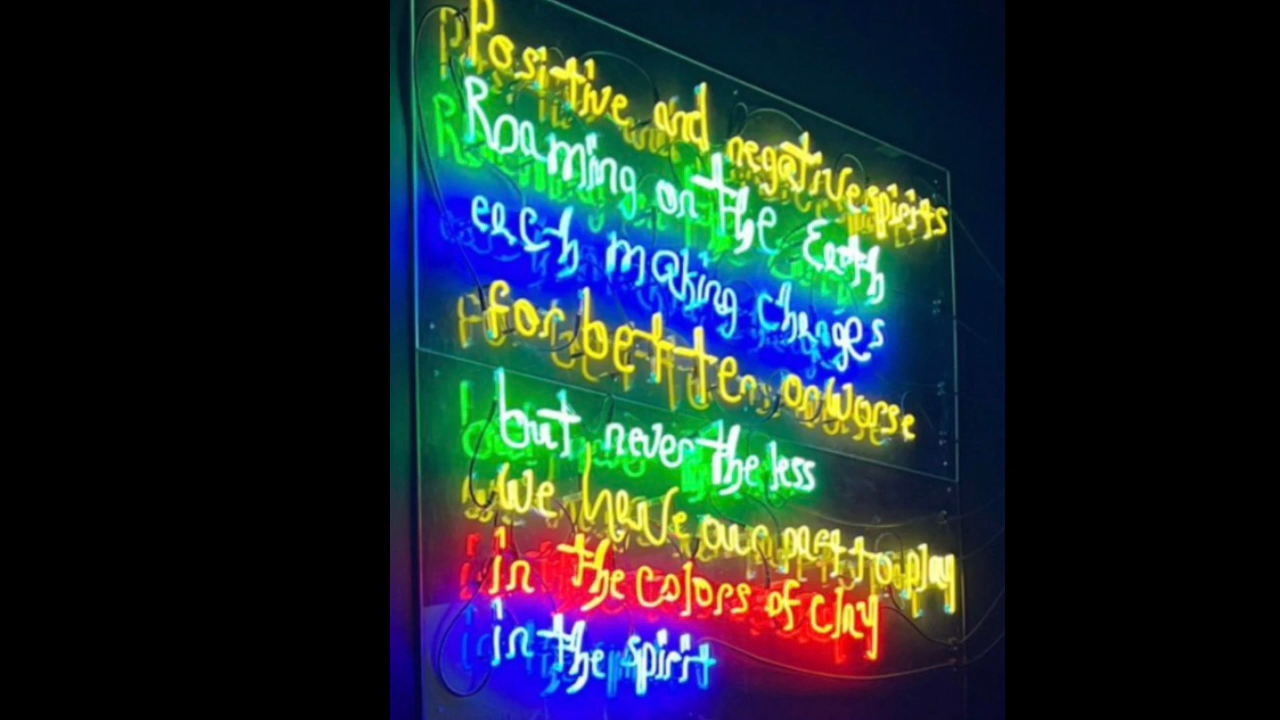 Positive and negative spirits
Roaming on the Earth
each making changes
for better or worse
but never the less
we have our part to play
in the colors of clay
in the spirit